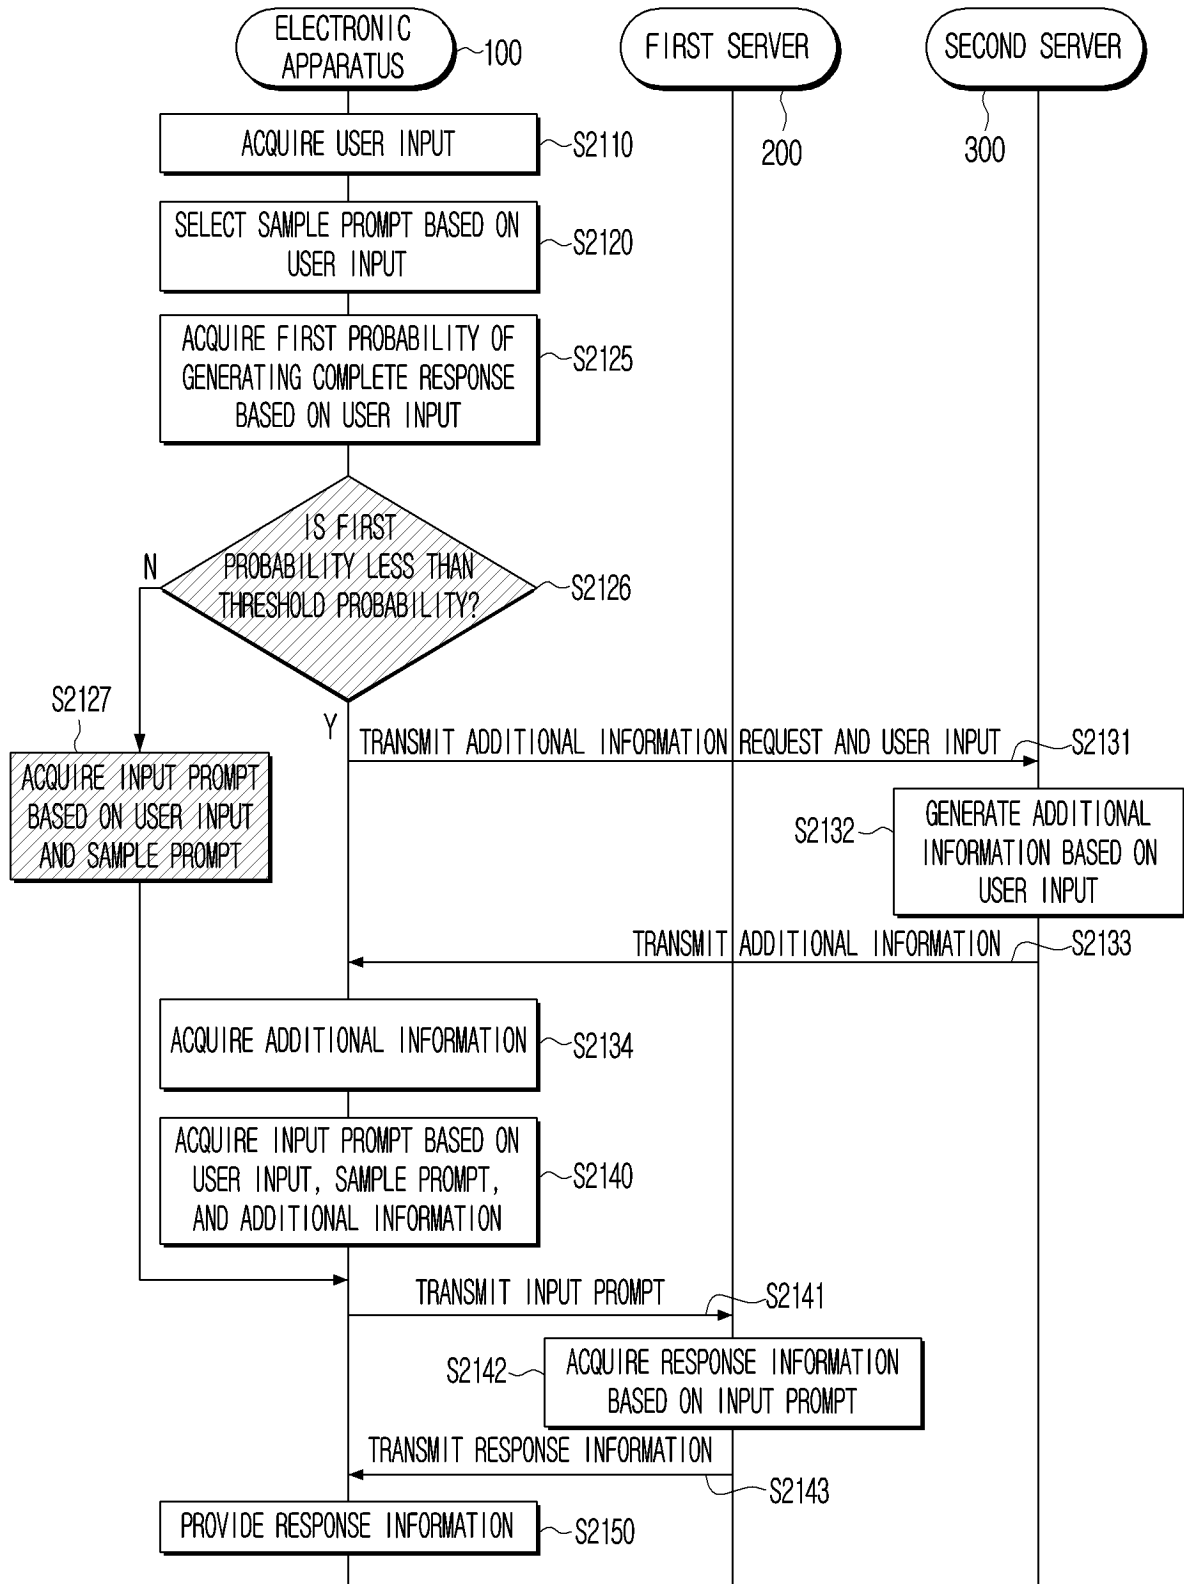 ELECTRONIC
APPARATUS
100
FIRST SERVER
200
SECOND SERVER
300
ACQUIRE USER INPUT
S2110
SELECT SAMPLE PROMPT BASED ON
USER INPUT
S2120
ACQUIRE FIRST PROBABILITY OF
GENERATING COMPLETE RESPONSE
BASED ON USER INPUT
S2125
IS FIRST
PROBABILITY LESS THAN
THRESHOLD PROBABILITY?
S2126
N
Y
S2127
ACQUIRE INPUT PROMPT
BASED ON USER INPUT
AND SAMPLE PROMPT
TRANSMIT ADDITIONAL INFORMATION REQUEST AND USER INPUT
S2131
S2132
GENERATE ADDITIONAL
INFORMATION BASED ON
USER INPUT
TRANSMIT ADDITIONAL INFORMATION
S2133
ACQUIRE ADDITIONAL INFORMATION
S2134
ACQUIRE INPUT PROMPT BASED ON
USER INPUT, SAMPLE PROMPT,
AND ADDITIONAL INFORMATION
S2140
TRANSMIT INPUT PROMPT
S2141
S2142
ACQUIRE RESPONSE INFORMATION
BASED ON INPUT PROMPT
TRANSMIT RESPONSE INFORMATION
S2143
PROVIDE RESPONSE INFORMATION
S2150